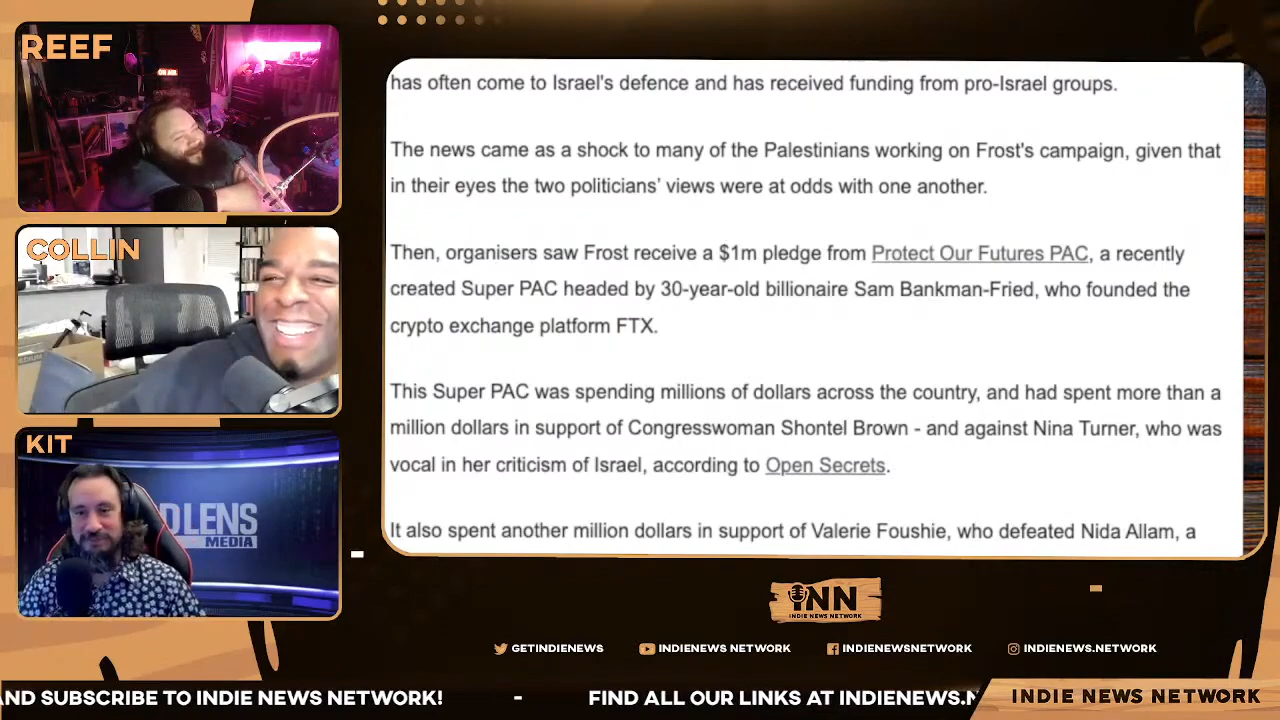 REEF
COLLIN
KIT
DLENS
MEDIA
has often come to Israel's defence and has received funding from pro-Israel groups.
The news came as a shock to many of the Palestinians working on Frost's campaign, given that
in their eyes the two politicians' views were at odds with one another.
Then, organisers saw Frost receive a $1m pledge from Protect Our Futures PAC, a recently
created Super PAC headed by 30-year-old billionaire Sam Bankman-Fried, who founded the
crypto exchange platform FTX.
This Super PAC was spending millions of dollars across the country, and had spent more than a
million dollars in support of Congresswoman Shontel Brown - and against Nina Turner, who was
vocal in her criticism of Israel, according to Open Secrets.
It also spent another million dollars in support of Valerie Foushie, who defeated Nida Allam, a
INN
INDIE NEWS NETWORK
GETINDIENEWS
INDIENEWS NETWORK
INDIENEWSNETWORK
INDIENEWS.NETWORK
ND SUBSCRIBE TO INDIE NEWS NETWORK! - FIND ALL OUR LINKS AT INDIENEWS.N
INDIE NEWS NETWORK